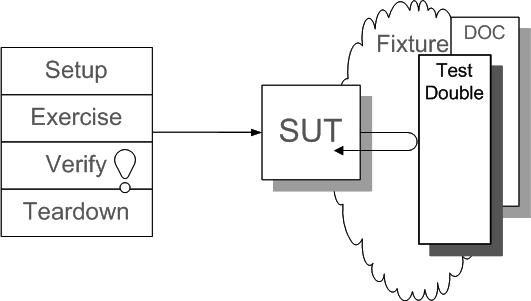 Setup
Exercise
Verify
Teardown
SUT
Fixture
DOC
Test
Double